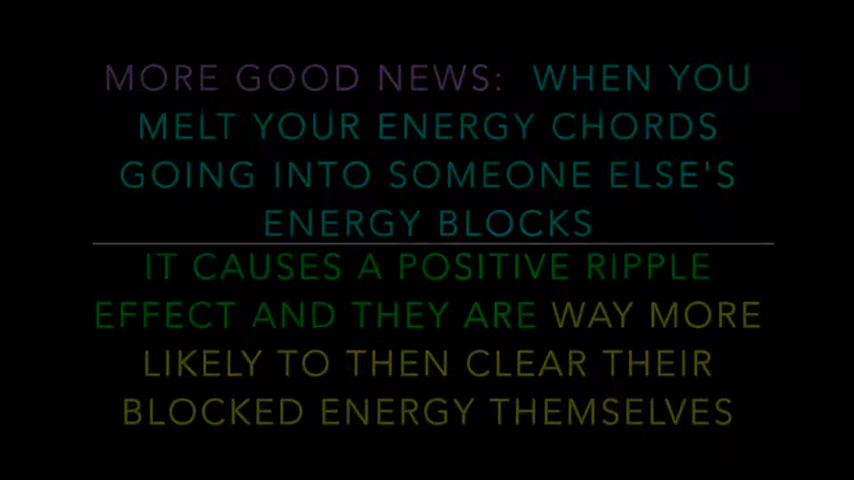 MORE GOOD NEWS: WHEN YOU
MELT YOUR ENERGY CHORDS
GOING INTO SOMEONE ELSE'S
ENERGY BLOCKS
IT CAUSES A POSITIVE RIPPLE
EFFECT AND THEY ARE WAY MORE
LIKELY TO THEN CLEAR THEIR
BLOCKED ENERGY THEMSELVES